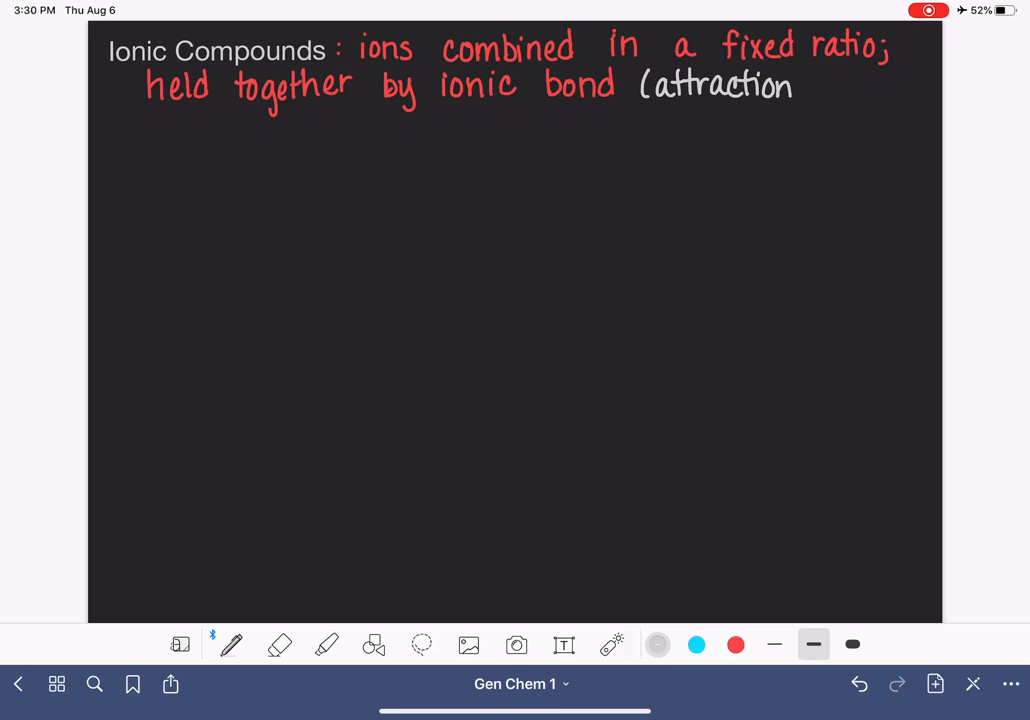 3:30 PM Thu Aug 6 52%
Ionic Compounds : ions combined in a fixed ratio;
held together by ionic bond (attraction
T
Gen Chem 1